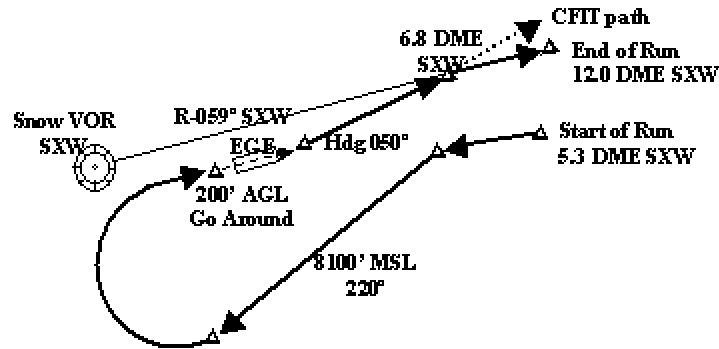 CFIT path
6.8 DME
SXW
End of Run
12.0 DME SXW
R-059° SXW
Snow VOR
SXW
EGE
Hdg 050°
Start of Run
5.3 DME SXW
200' AGL
Go Around
8100' MSL
220°